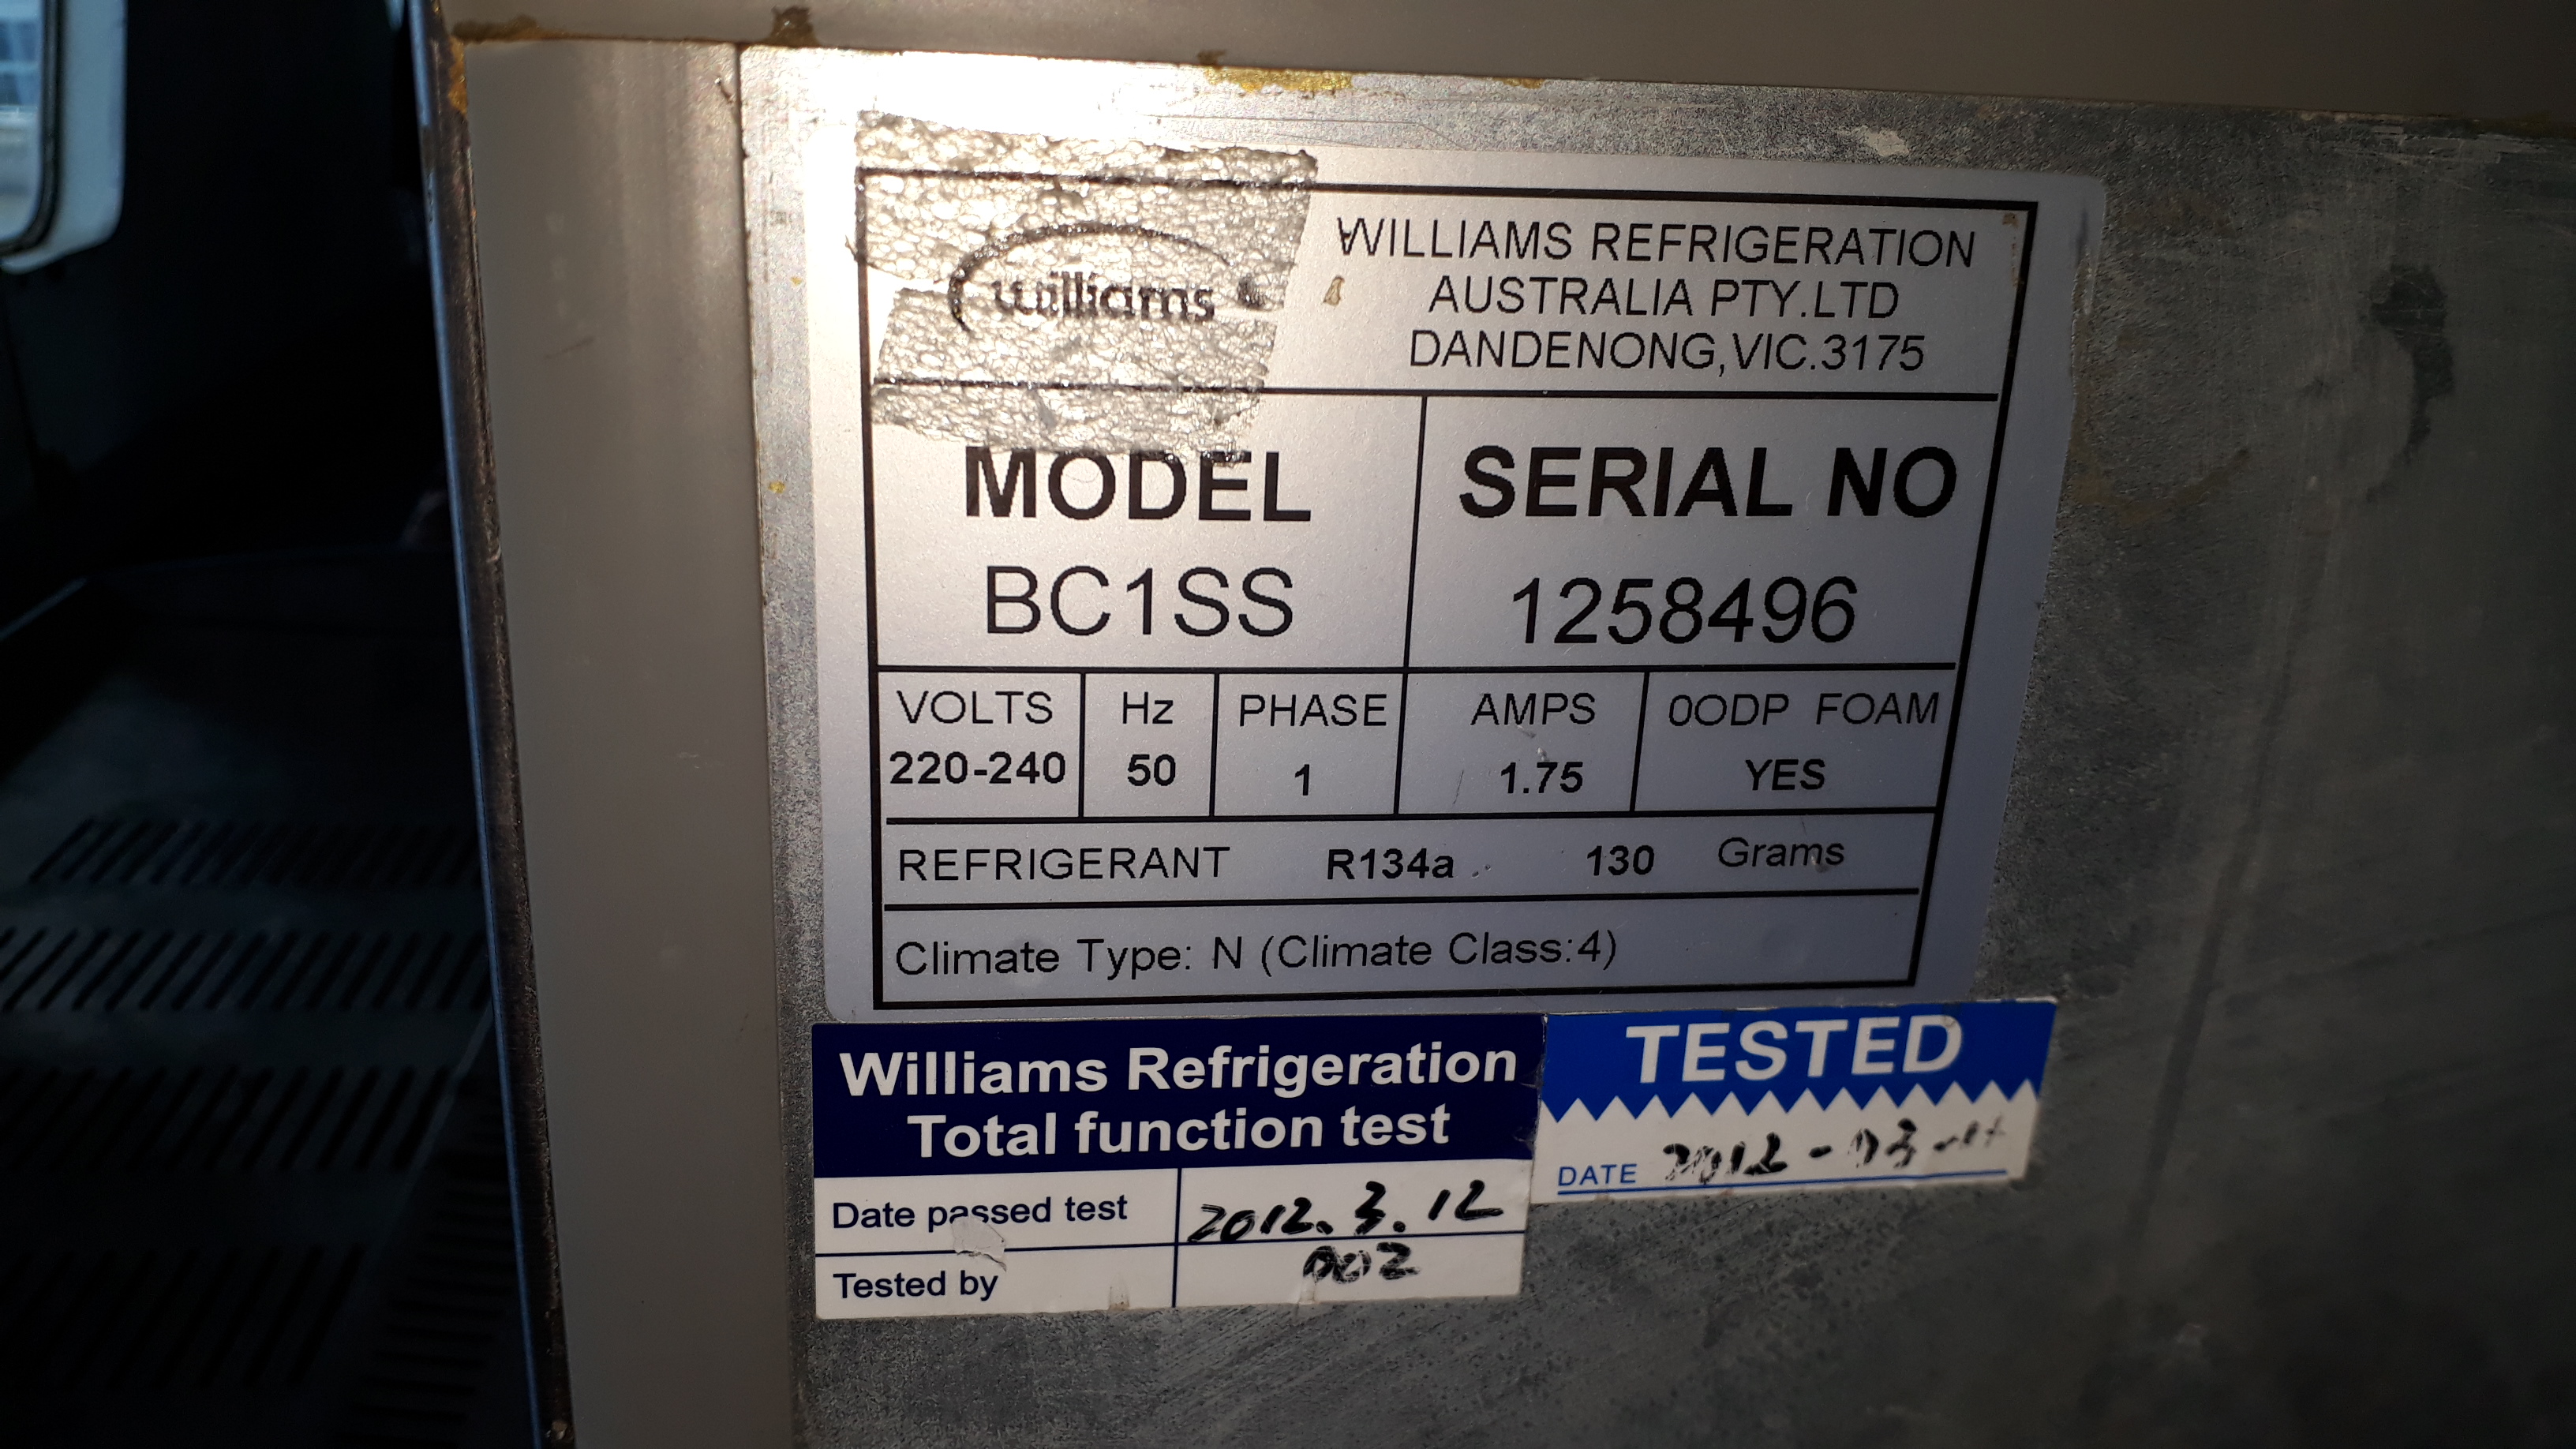 williams
WILLIAMS REFRIGERATION
AUSTRALIA PTY.LTD
DANDENONG,VIC.3175
MODEL
BC1SS
SERIAL NO
1258496
VOLTS
220-240
Hz
50
PHASE
1
AMPS
1.75
0ODP FOAM
YES
REFRIGERANT R134a 130 Grams
Climate Type: N (Climate Class:4)
Williams Refrigeration
Total function test
Date passed test 2012.3.12
Tested by 002
TESTED
DATE